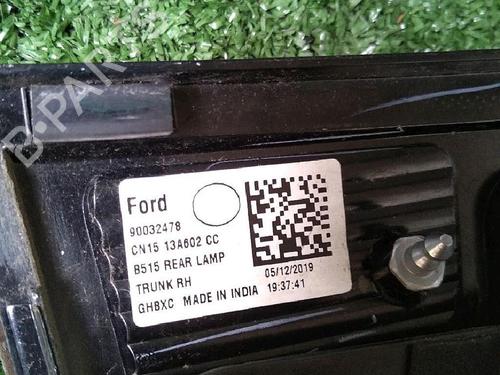 B-PARTS
Ford
90032478
CN15 13A602 CC
B515 REAR LAMP
TRUNK RH
GHBXC MADE IN INDIA
05/12/2019
19:37:41